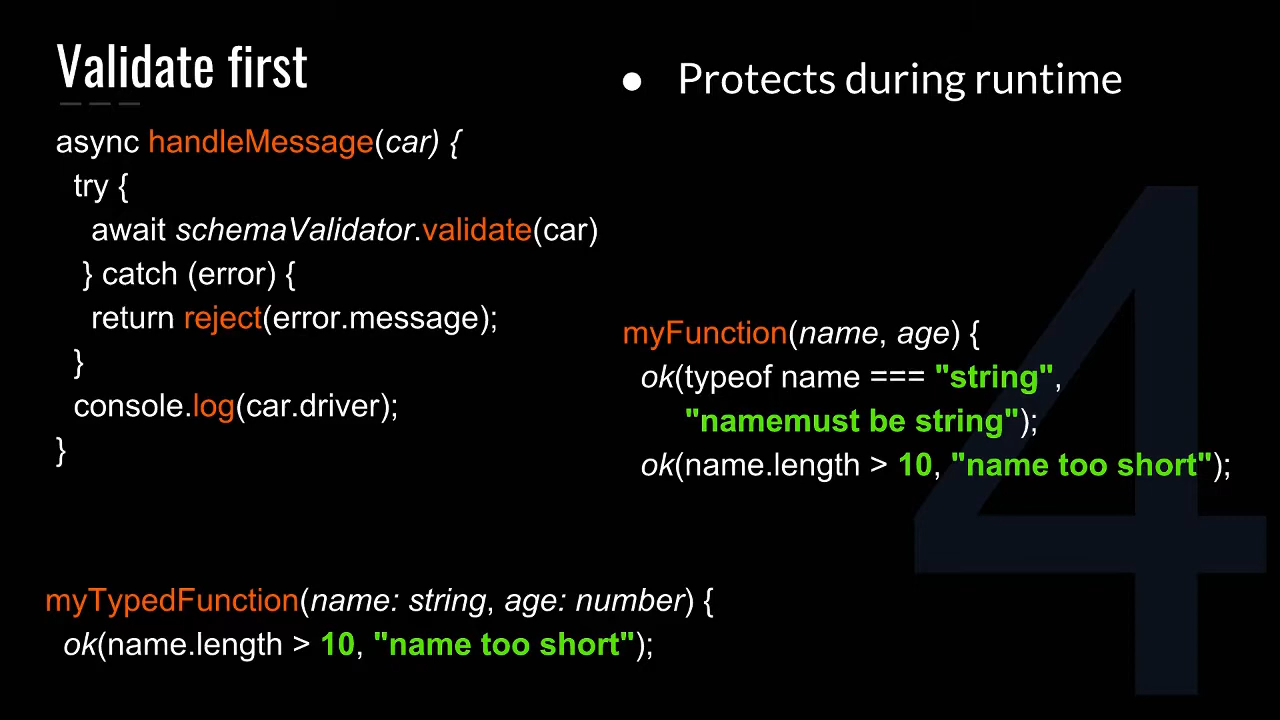 Validate first
async handleMessage(car) {
try {
await schemaValidator.validate(car)
} catch (error) {
return reject(error.message);
}
console.log(car.driver);
}
● Protects during runtime
myFunction(name, age) {
ok(typeof name === "string",
"namemust be string");
ok(name.length > 10, "name too short");
myTypedFunction(name: string, age: number) {
ok(name.length > 10, "name too short");
4